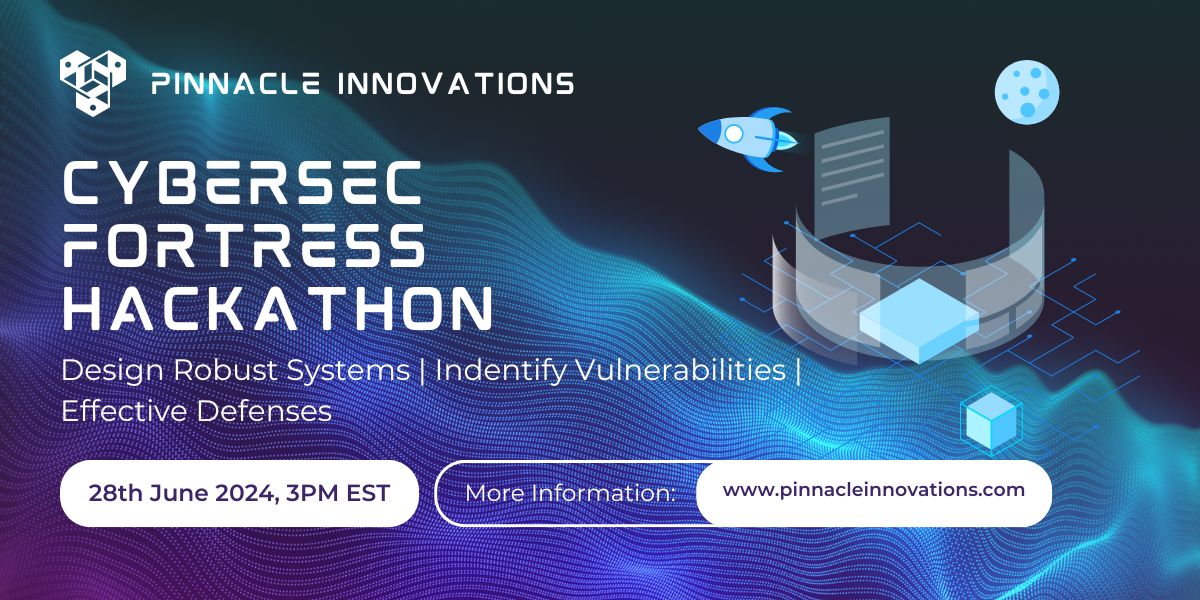 PINNACLE INNOVATIONS
CYBERSEC
FORTRESS
HACKATHON
Design Robust Systems | Indentify Vulnerabilities |
Effective Defenses
28th June 2024, 3PM EST
More Information: www.pinnacleinnovations.com